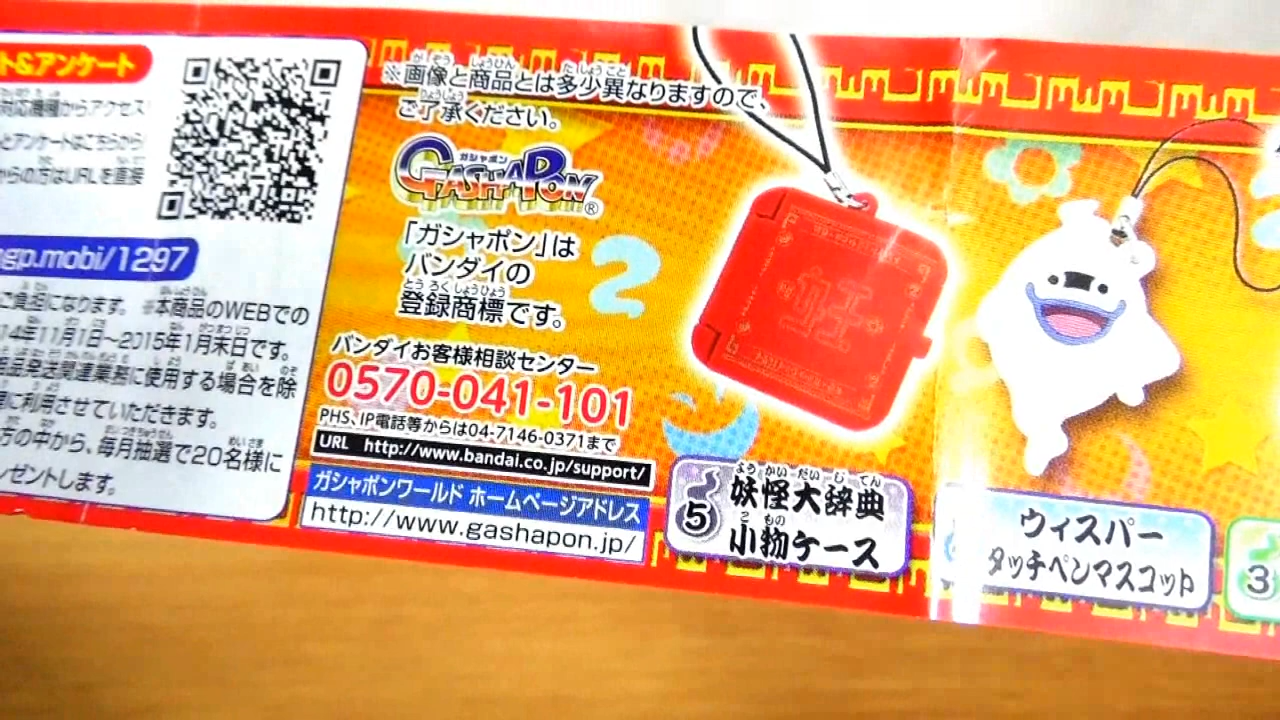 ト&アンケート
対応機種からアクセス!
とアンケートはこちらから
からの方はURLを直接
gp.mobi/1297
ご負担になります。 ※本商品のWEBでの
14年11月1日〜2015年1月末日です。
賞品発送関連業務に使用する場合を除
に利用させていただきます。
方の中から、毎月抽選で20名様に
レゼントします。
※画像と商品とは多少異なりますので、
ご了承ください。
ガシャポン
GASHAPON®
「ガシャポン」は
バンダイの
登録商標です。
バンダイお客様相談センター
0570-041-101
PHS、IP電話等からは04-7146-0371まで
URL http://www.bandai.co.jp/support/
ガシャポンワールド ホームページアドレス
http://www.gashapon.jp/
5 妖怪大辞典
小物ケース
ウィスパー
タッチペンマスコット
3